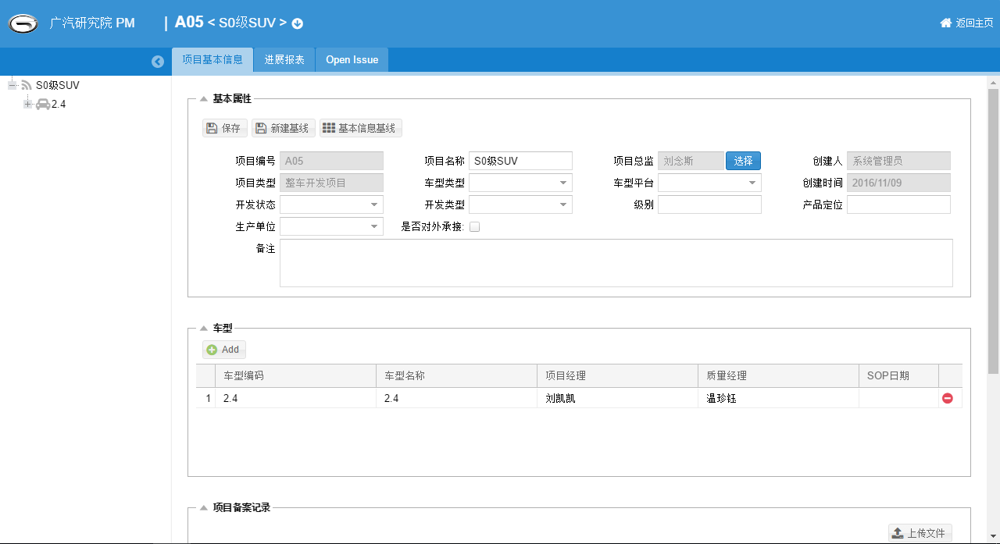 广汽研究院 PM | A05 < S0级SUV > 返回主页
项目基本信息 进展报表 Open Issue
S0级SUV
2.4
基本属性
保存 新建基线 基本信息基线
项目编号 A05 项目名称 S0级SUV 项目总监 刘念斯 选择 创建人 系统管理员
项目类型 整车开发项目 车型类型 车型平台 创建时间 2016/11/09
开发状态 开发类型 级别 产品定位
生产单位 是否对外承接:
备注
车型
Add
车型编码 车型名称 项目经理 质量经理 SOP日期
1 2.4 2.4 刘凯凯 温珍钰
项目备案记录
上传文件